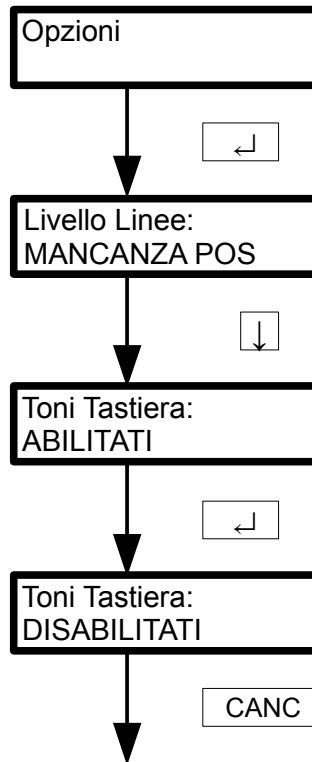 Opzioni
↵
Livello Linee:
MANCANZA POS
↓
Toni Tastiera:
ABILITATI
↵
Toni Tastiera:
DISABILITATI
CANC